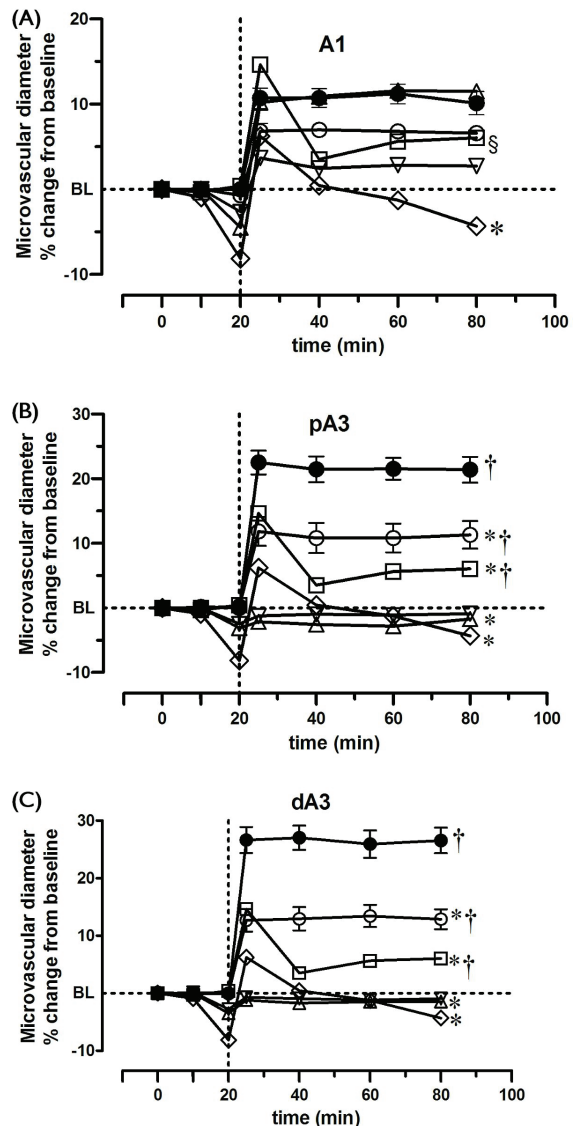 (A)
A1
Microvascular diameter
% change from baseline
20
10
BL
-10
§
*
0 20 40 60 80 100
time (min)
(B)
pA3
Microvascular diameter
% change from baseline
30
20
10
BL
-10
†
*†
*†
*
*
0 20 40 60 80 100
time (min)
(C)
dA3
Microvascular diameter
% change from baseline
30
20
10
BL
-10
†
*†
*†
*
*
0 20 40 60 80 100
time (min)